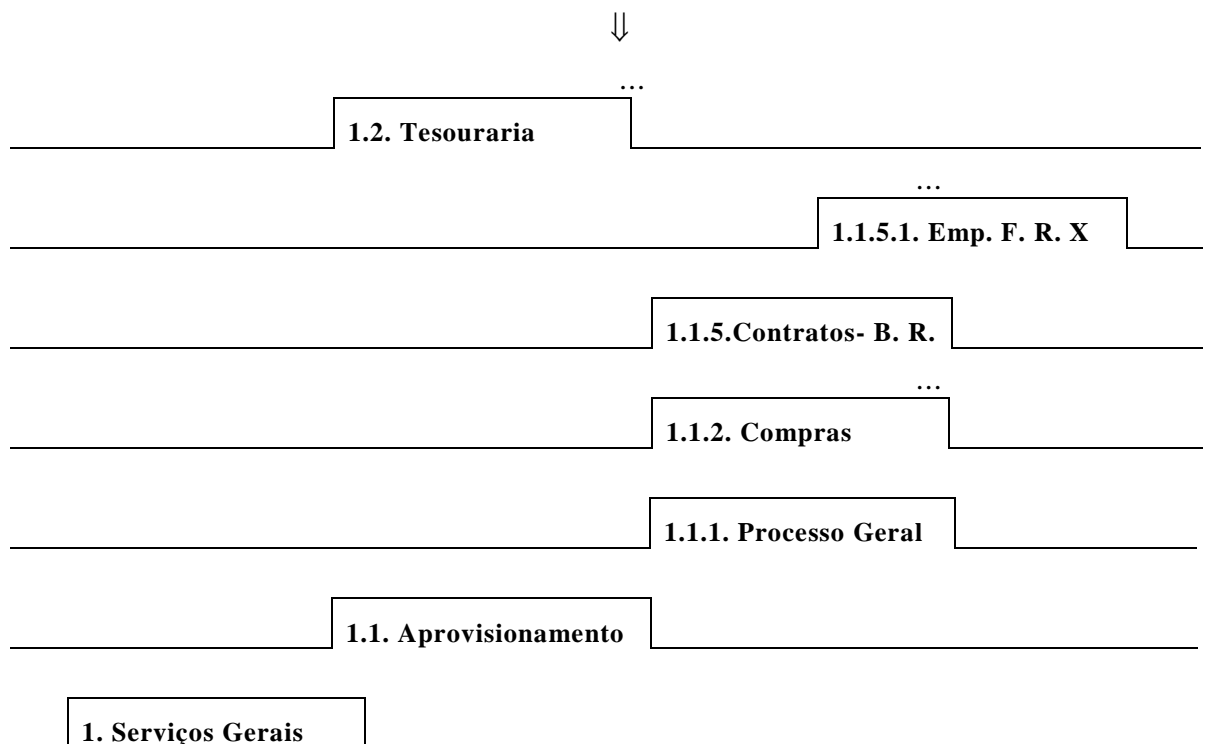 ⇓
…
1.2. Tesouraria
…
1.1.5.1. Emp. F. R. X
1.1.5.Contratos- B. R.
…
1.1.2. Compras
1.1.1. Processo Geral
1.1. Aprovisionamento
1. Serviços Gerais